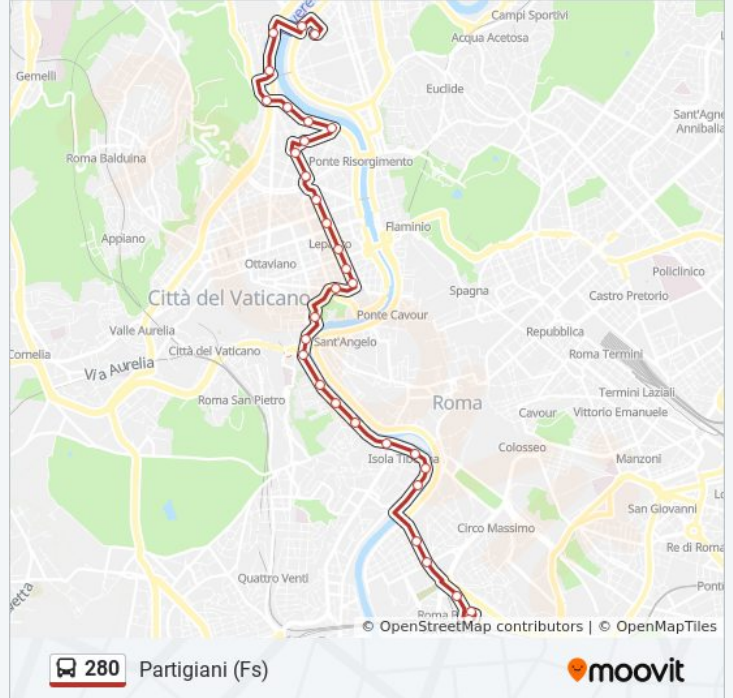 Campi Sportivi
Acqua Acetosa
Gemelli
Euclide
Sant'Agne
Annibalia
Roma Balduina
Ponte Risorgimento
Appiano
Flaminio
Lepanto
Ottaviano
Policlinico
Città del Vaticano
Spagna
Castro Pretorio
Ponte Cavour
Valle Aurelia
Repubblica
Sant'Angelo
Cornelia
Città del Vaticano
Roma Termini
Via Aurelia
Termini Laziali
Roma San Pietro
Roma
Cavour
Vittorio Emanuele
Colosseo
Isola Tiberina
Manzoni
San Giovanni
Circo Massimo
Re di Roma
Quattro Venti
Ponti
vetta
Roma
© OpenStreetMap contributors | © OpenMapTiles
280 Partigiani (Fs)
moovit